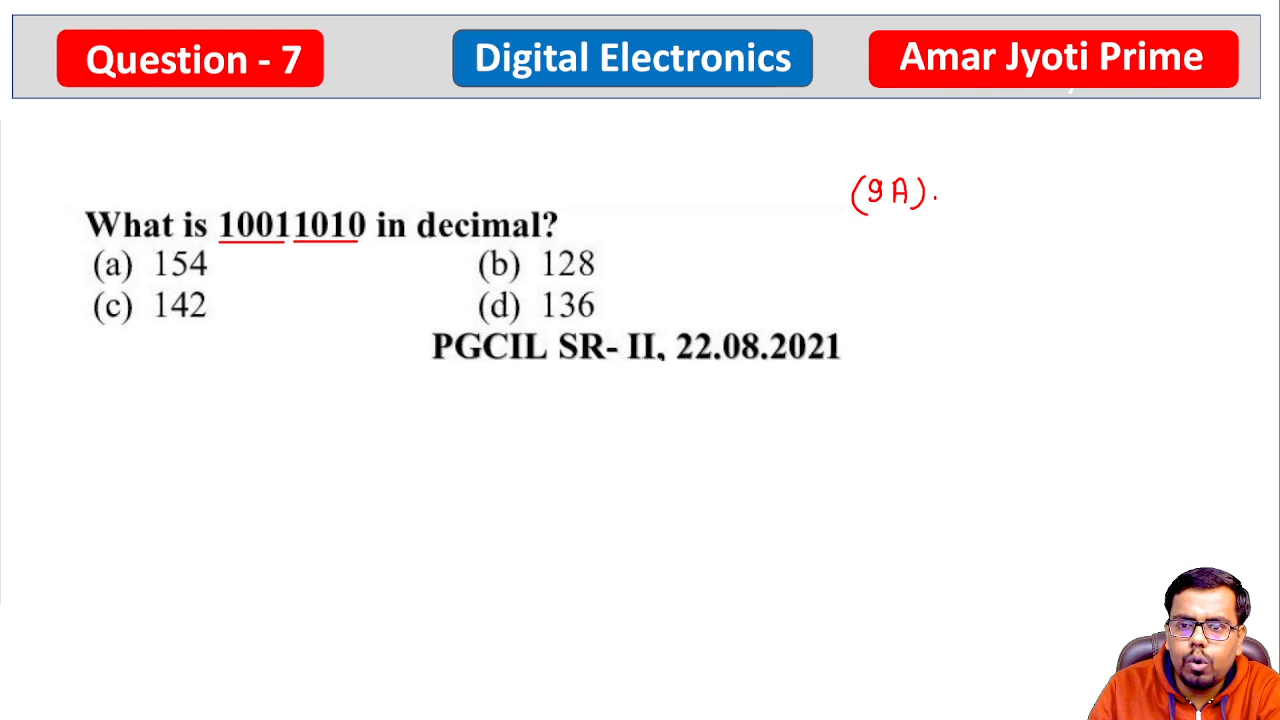 Question - 7 Digital Electronics Amar Jyoti Prime
(9A).
What is 10011010 in decimal?
(a) 154 (b) 128
(c) 142 (d) 136
PGCIL SR- II, 22.08.2021